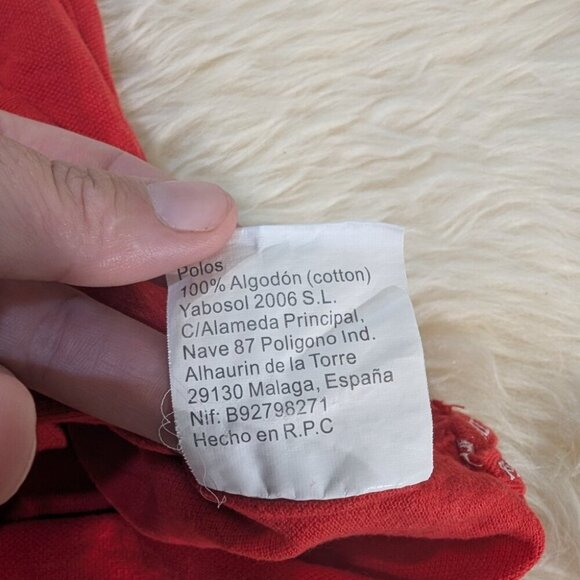 Polos
100% Algodón (cotton)
Yabosol 2006 S.L.
C/Alameda Principal,
Nave 87 Poligono Ind.
Alhaurin de la Torre
29130 Malaga, España
Nif: B92798271
Hecho en R.P.C